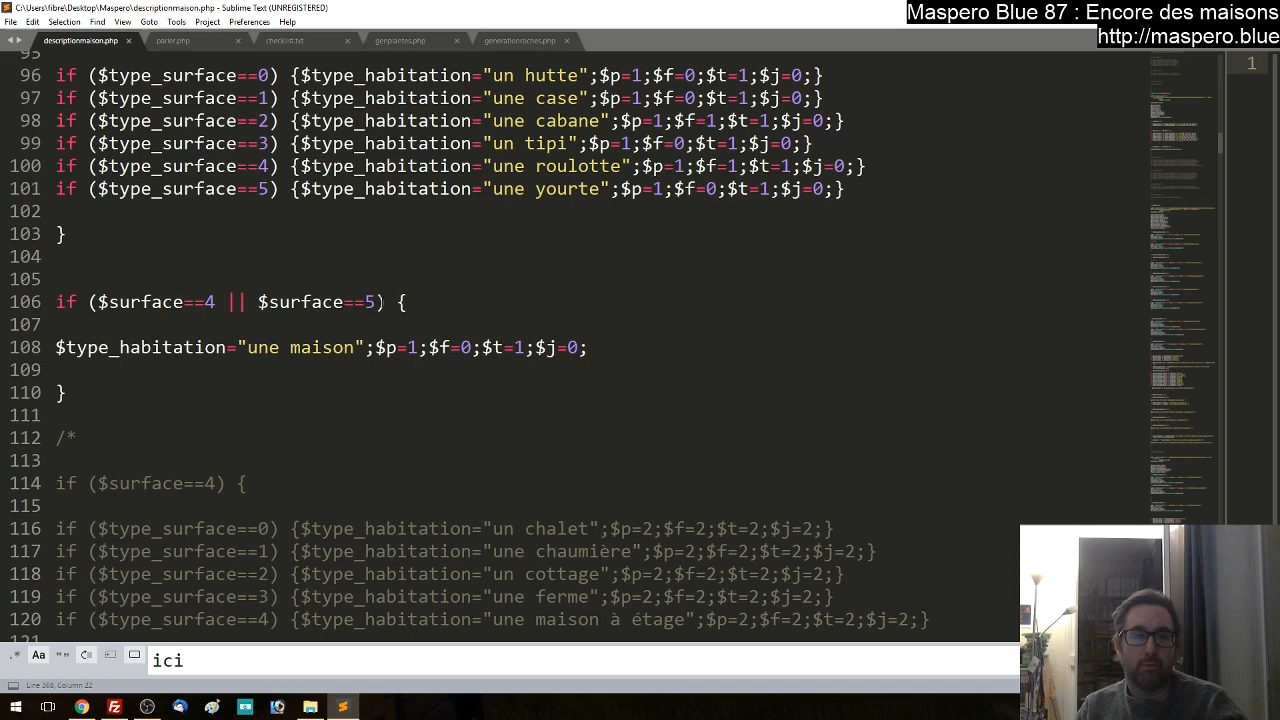 C:\Users\fibre\Desktop\Maspero\descriptionmaison.php - Sublime Text (UNREGISTERED)
File Edit Selection Find View Goto Tools Project Preferences Help
Maspero Blue 87 : Encore des maisons
http://maspero.blue
descriptionmaison.php × parler.php × checklist.txt × genplantes.php × generationroches.php ×
95
96 if ($type_surface==0) {$type_habitation="un hutte";$p=1;$f=0;$t=1;$j=0;}
97 if ($type_surface==1) {$type_habitation="une case";$p=1;$f=0;$t=1;$j=0;}
98 if ($type_surface==2) {$type_habitation="une cabane";$p=1;$f=1;$t=1;$j=0;}
99 if ($type_surface==3) {$type_habitation="un tipi";$p=1;$f=0;$t=1;$j=0;}
100 if ($type_surface==4) {$type_habitation="une roulotte";$p=1;$f=1;$t=1;$j=0;}
101 if ($type_surface==5) {$type_habitation="une yourte";$p=1;$f=0;$t=1;$j=0;}
102
103 }
104
105
106 if ($surface==4 || $surface==5) {
107
108 $type_habitation="une maison";$p=1;$f=0;$t=1;$j=0;
109
110 }
111
112 /*
113
114 if ($surface==4) {
115
116 if ($type_surface==0) {$type_habitation="un chalet";$p=2;$f=2;$t=2;$j=2;}
117 if ($type_surface==1) {$type_habitation="une chaumière";$p=2;$f=2;$t=2;$j=2;}
118 if ($type_surface==2) {$type_habitation="un cottage";$p=2;$f=2;$t=2;$j=2;}
119 if ($type_surface==3) {$type_habitation="une ferme";$p=2;$f=2;$t=2;$j=2;}
120 if ($type_surface==4) {$type_habitation="une maison à étage";$p=2;$f=2;$t=2;$j=2;}
121
1
.* Aa “” ici
Line 368, Column 22